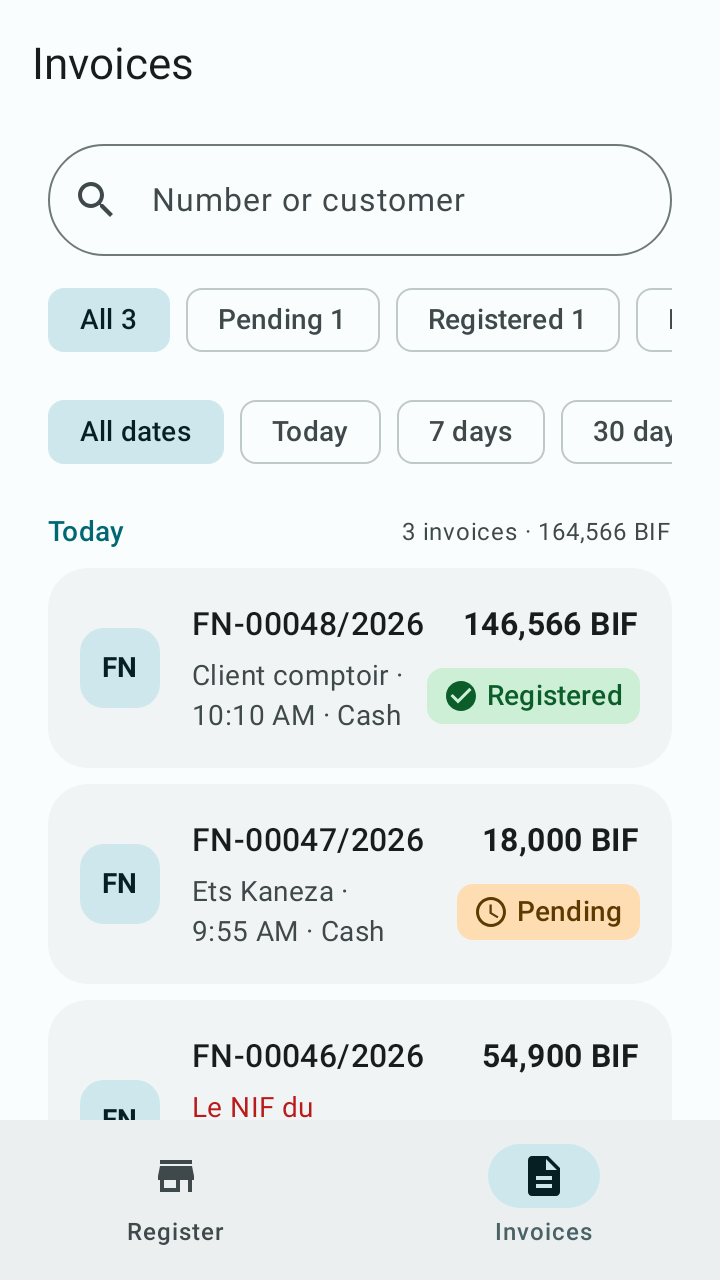 Invoices
Number or customer
All 3
Pending 1
Registered 1
All dates
Today
7 days
30 day
Today
3 invoices · 164,566 BIF
FN
FN-00048/2026
146,566 BIF
Client comptoir ·
10:10 AM · Cash
Registered
FN
FN-00047/2026
18,000 BIF
Ets Kaneza ·
9:55 AM · Cash
Pending
FN
FN-00046/2026
54,900 BIF
Le NIF du
Register
Invoices